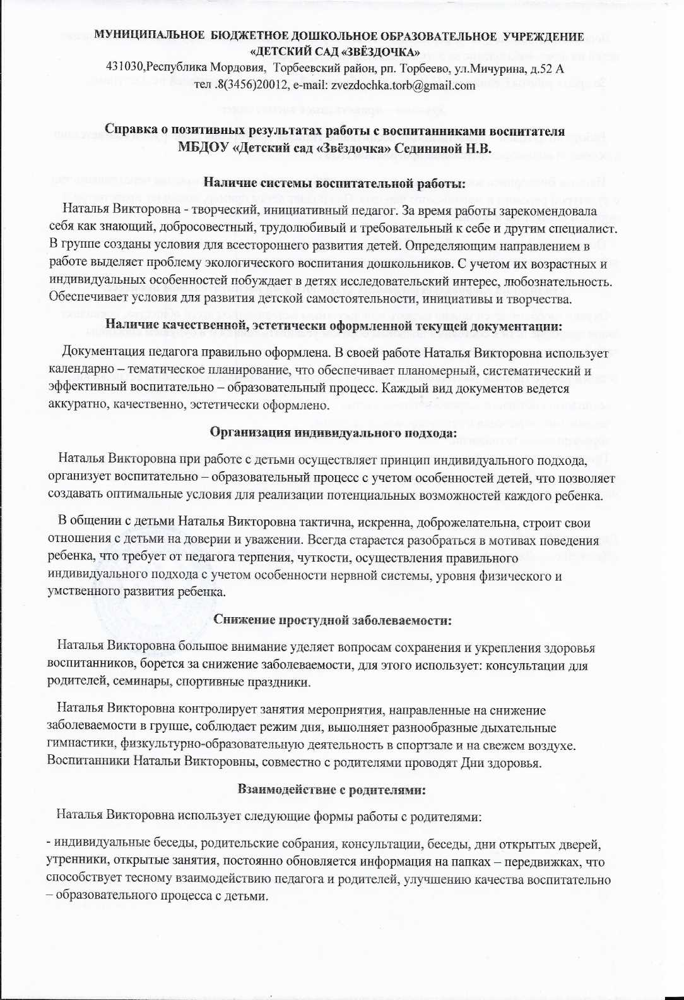 МУНИЦИПАЛЬНОЕ БЮДЖЕТНОЕ ДОШКОЛЬНОЕ ОБРАЗОВАТЕЛЬНОЕ УЧРЕЖДЕНИЕ
«ДЕТСКИЙ САД «ЗВЁЗДОЧКА»
431030,Республика Мордовия, Торбеевский район, рп. Торбеево, ул.Мичурина, д.52 А
тел .8(3456)20012, e-mail: zvezdochka.torb@gmail.com
Справка о позитивных результатах работы с воспитанниками воспитателя
МБДОУ «Детский сад «Звёздочка» Седининой Н.В.
Наличие системы воспитательной работы:
Наталья Викторовна - творческий, инициативный педагог. За время работы зарекомендовала
себя как знающий, добросовестный, трудолюбивый и требовательный к себе и другим специалист.
В группе созданы условия для всестороннего развития детей. Определяющим направлением в
работе выделяет проблему экологического воспитания дошкольников. С учетом их возрастных и
индивидуальных особенностей побуждает в детях исследовательский интерес, любознательность.
Обеспечивает условия для развития детской самостоятельности, инициативы и творчества.
Наличие качественной, эстетически оформленной текущей документации:
Документация педагога правильно оформлена. В своей работе Наталья Викторовна использует
календарно – тематическое планирование, что обеспечивает планомерный, систематический и
эффективный воспитательно – образовательный процесс. Каждый вид документов ведется
аккуратно, качественно, эстетически оформлено.
Организация индивидуального подхода:
Наталья Викторовна при работе с детьми осуществляет принцип индивидуального подхода,
организует воспитательно – образовательный процесс с учетом особенностей детей, что позволяет
создавать оптимальные условия для реализации потенциальных возможностей каждого ребенка.
В общении с детьми Наталья Викторовна тактична, искренна, доброжелательна, строит свои
отношения с детьми на доверии и уважении. Всегда старается разобраться в мотивах поведения
ребенка, что требует от педагога терпения, чуткости, осуществления правильного
индивидуального подхода с учетом особенности нервной системы, уровня физического и
умственного развития ребенка.
Снижение простудной заболеваемости:
Наталья Викторовна большое внимание уделяет вопросам сохранения и укрепления здоровья
воспитанников, борется за снижение заболеваемости, для этого использует: консультации для
родителей, семинары, спортивные праздники.
Наталья Викторовна контролирует занятия мероприятия, направленные на снижение
заболеваемости в группе, соблюдает режим дня, выполняет разнообразные дыхательные
гимнастики, физкультурно-образовательную деятельность в спортзале и на свежем воздухе.
Воспитанники Натальи Викторовны, совместно с родителями проводят Дни здоровья.
Взаимодействие с родителями:
Наталья Викторовна использует следующие формы работы с родителями:
- индивидуальные беседы, родительские собрания, консультации, беседы, дни открытых дверей,
утренники, открытые занятия, постоянно обновляется информация на папках – передвижках, что
способствует тесному взаимодействию педагога и родителей, улучшению качества воспитательно
– образовательного процесса с детьми.